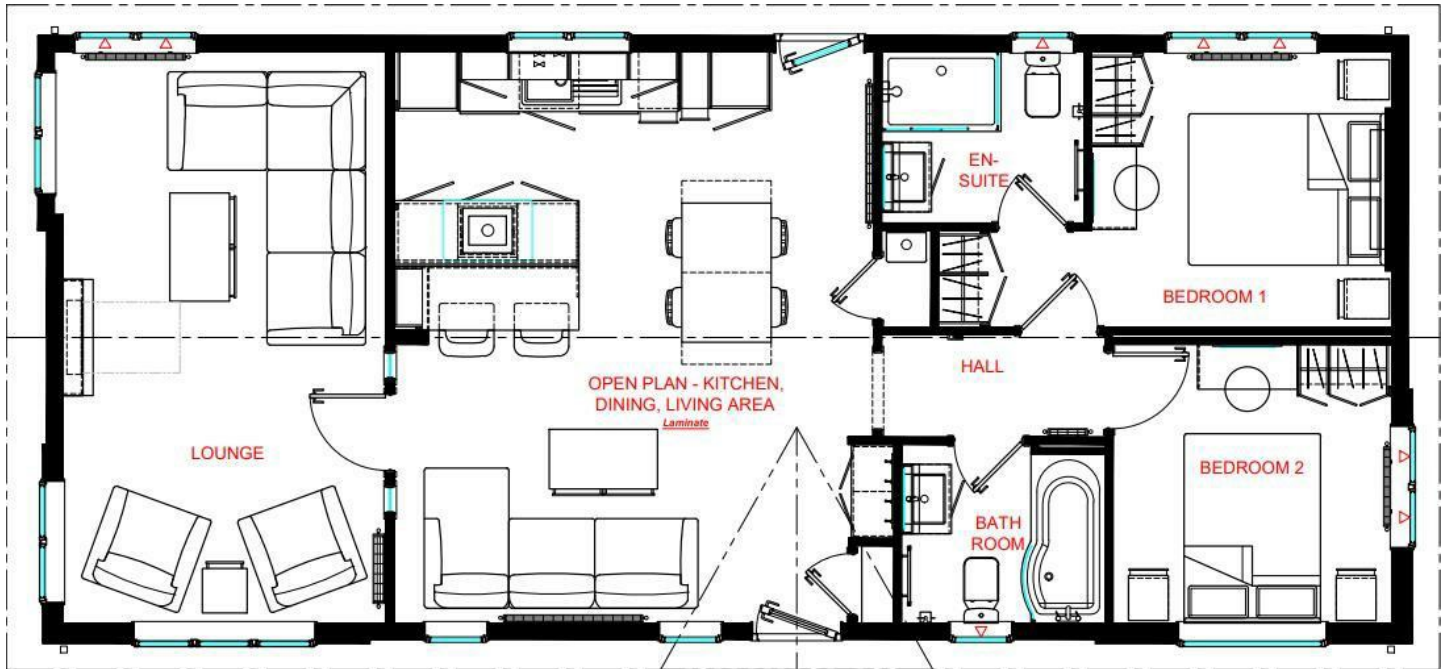 EN-
SUITE
BEDROOM 1
HALL
OPEN PLAN - KITCHEN,
DINING, LIVING AREA
Laminate
LOUNGE
BEDROOM 2
BATH
ROOM